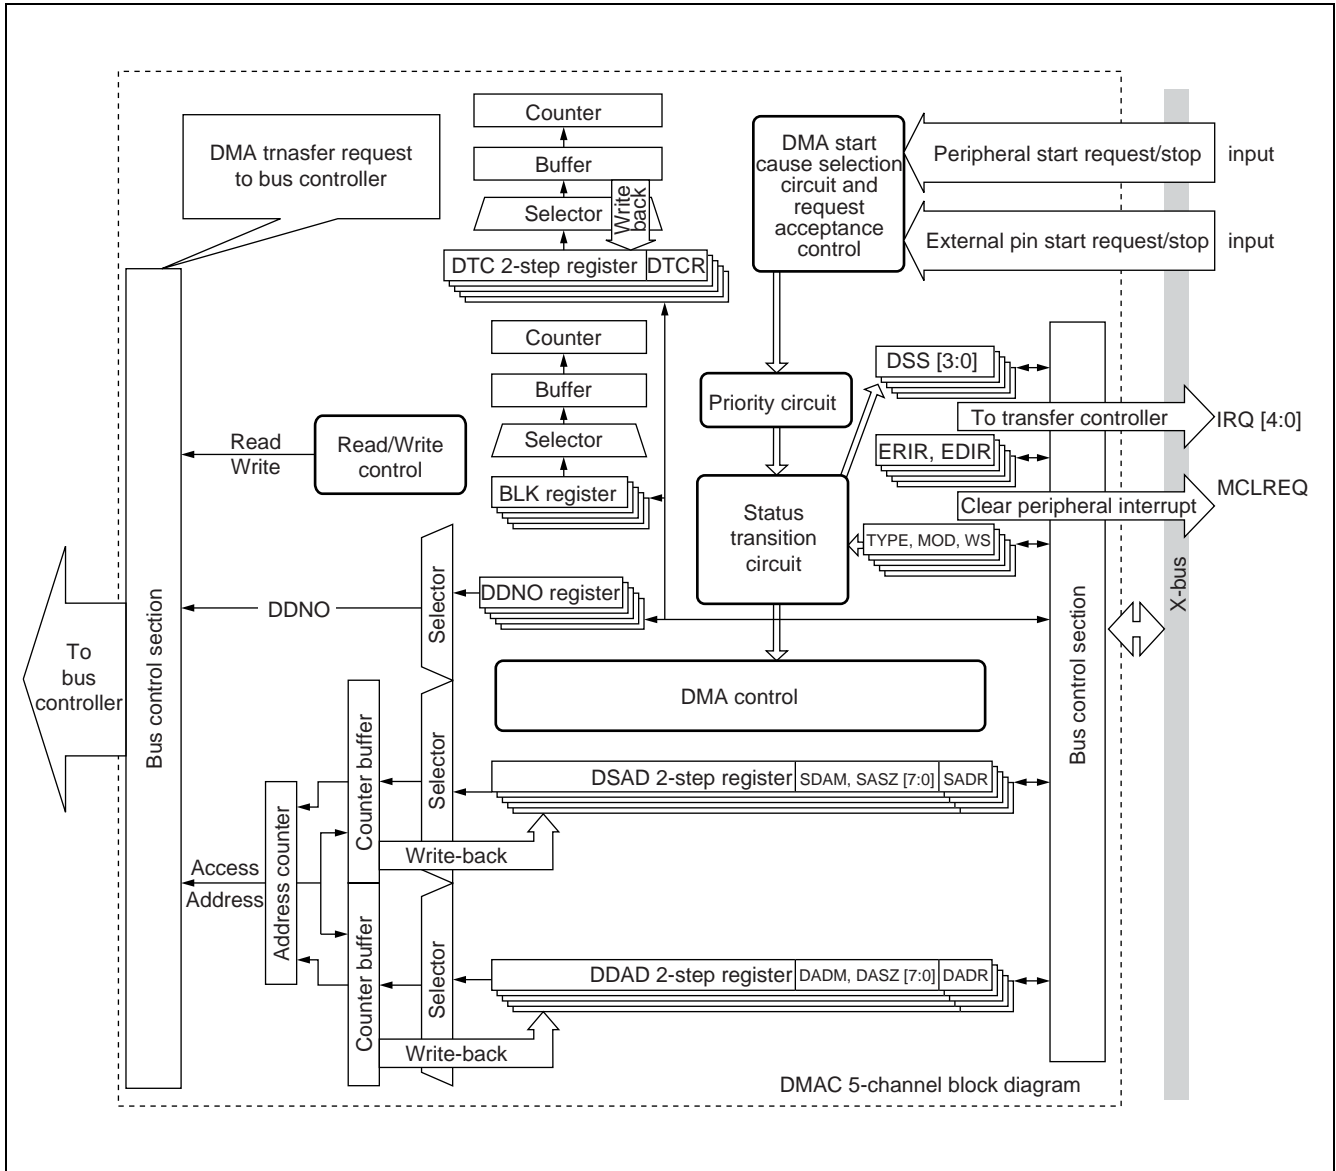 Counter
Buffer
Selector
Write
back
DTC 2-step register
DTCR
DMA trnasfer request
to bus controller
DMA start
cause selection
circuit and
request
acceptance
control
Peripheral start request/stop
input
External pin start request/stop
input
Counter
Buffer
Selector
BLK register
Read
Write
Read/Write
control
Priority circuit
DSS [3:0]
To transfer controller
IRQ [4:0]
ERIR, EDIR
MCLREQ
Clear peripheral interrupt
Status
transition
circuit
TYPE, MOD, WS
X-bus
Selector
DDNO register
DDNO
To
bus
controller
Bus control section
Bus control section
DMA control
Counter buffer
Selector
DSAD 2-step register
SDAM, SASZ [7:0]
SADR
Write-back
Access
Address
Address counter
Counter buffer
Selector
DDAD 2-step register
DADM, DASZ [7:0]
DADR
Write-back
DMAC 5-channel block diagram